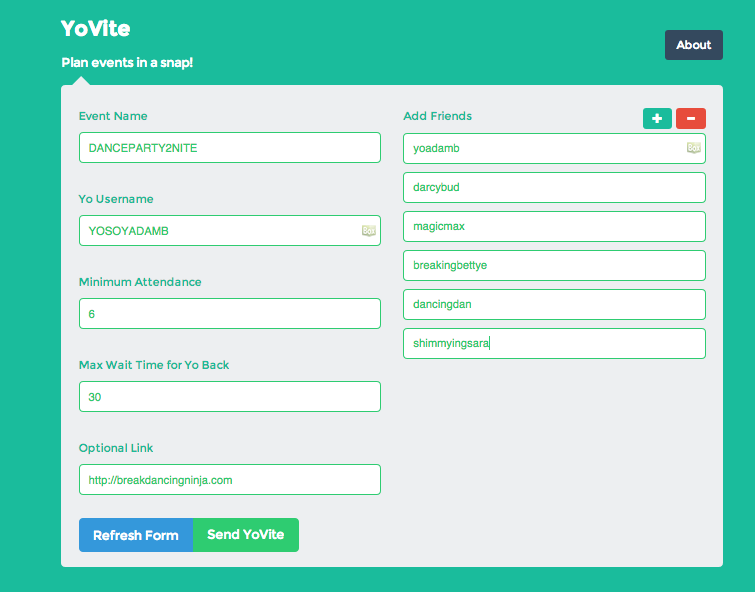 YoVite
About
Plan events in a snap!
Event Name
DANCEPARTY2NITE
Yo Username
YOSOYADAMB
Minimum Attendance
6
Max Wait Time for Yo Back
30
Optional Link
http://breakdancingninja.com
Refresh Form
Send YoVite
Add Friends
+
-
yoadamb
darcybud
magicmax
breakingbettye
dancingdan
shimmyingsara